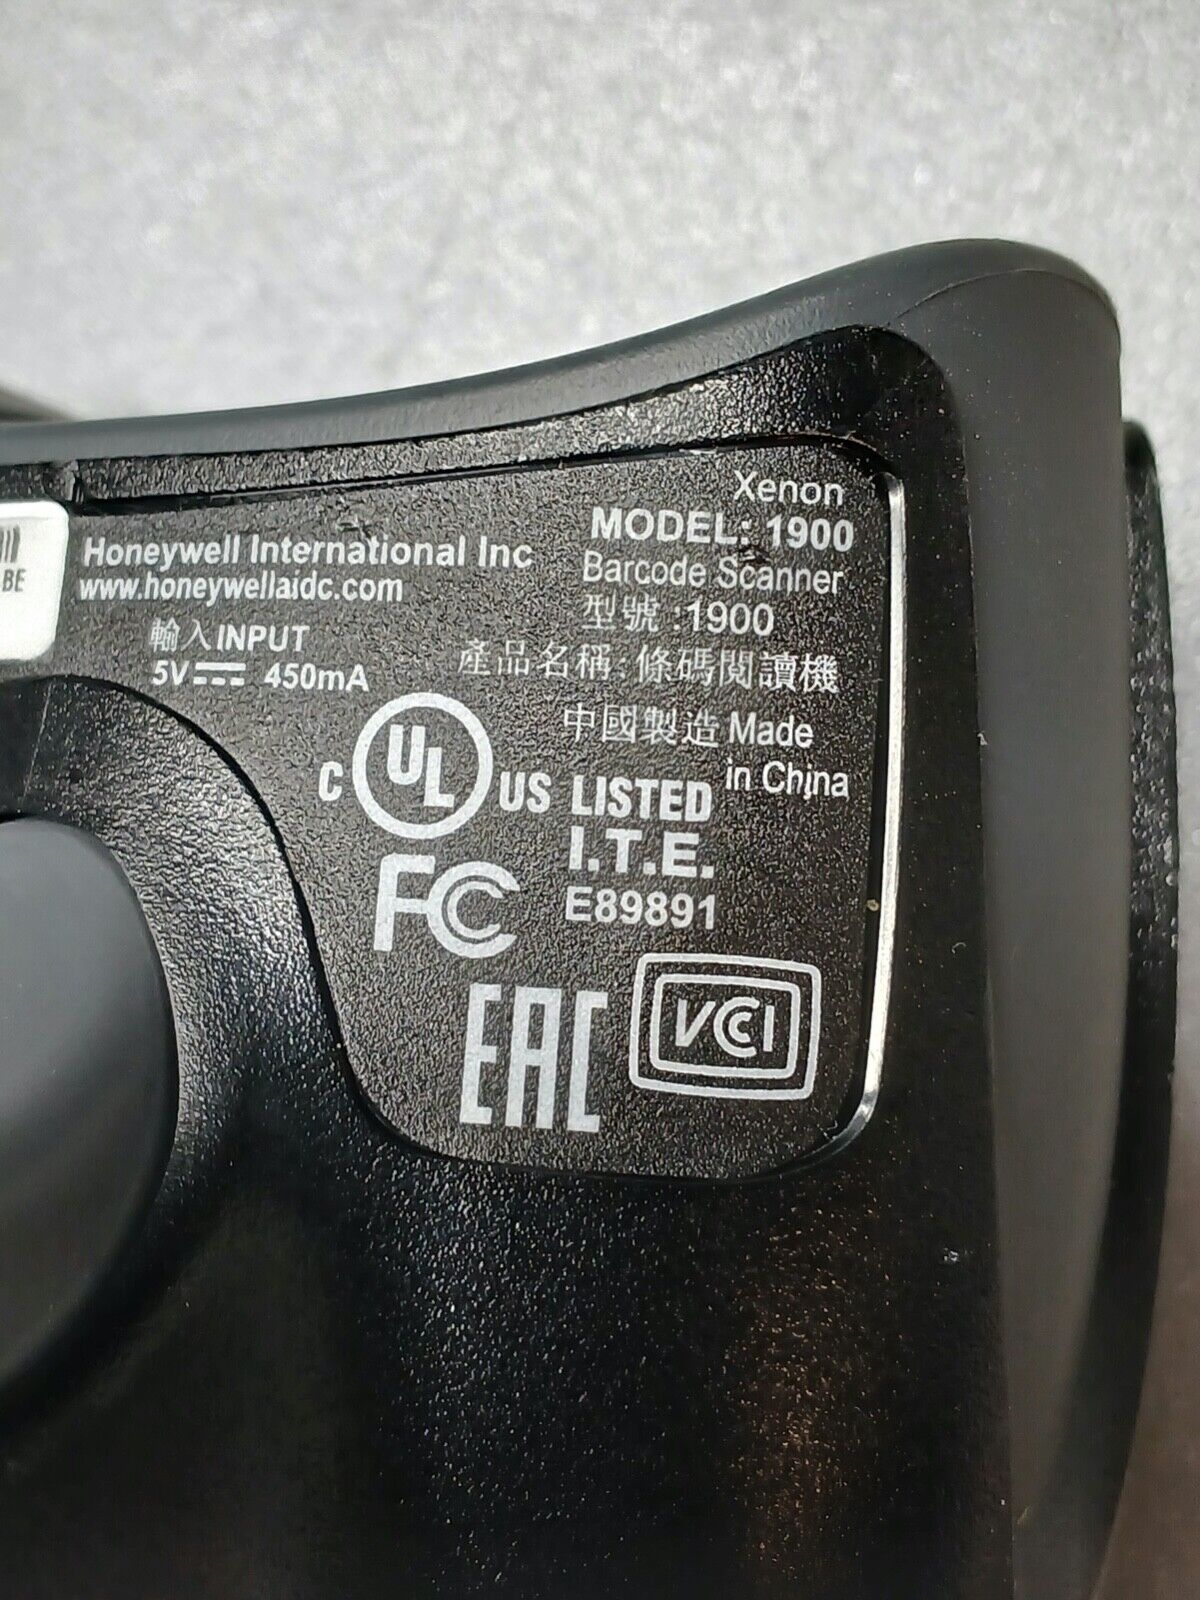 Xenon
MODEL: 1900
Barcode Scanner
型號 :1900
產品名稱: 條碼閱讀機
中國製造 Made
in China
Honeywell International Inc
www.honeywellaidc.com
輸入INPUT
5V 450mA
BE
C UL US LISTED
I.T.E.
E89891
FC
EAC
VCCI